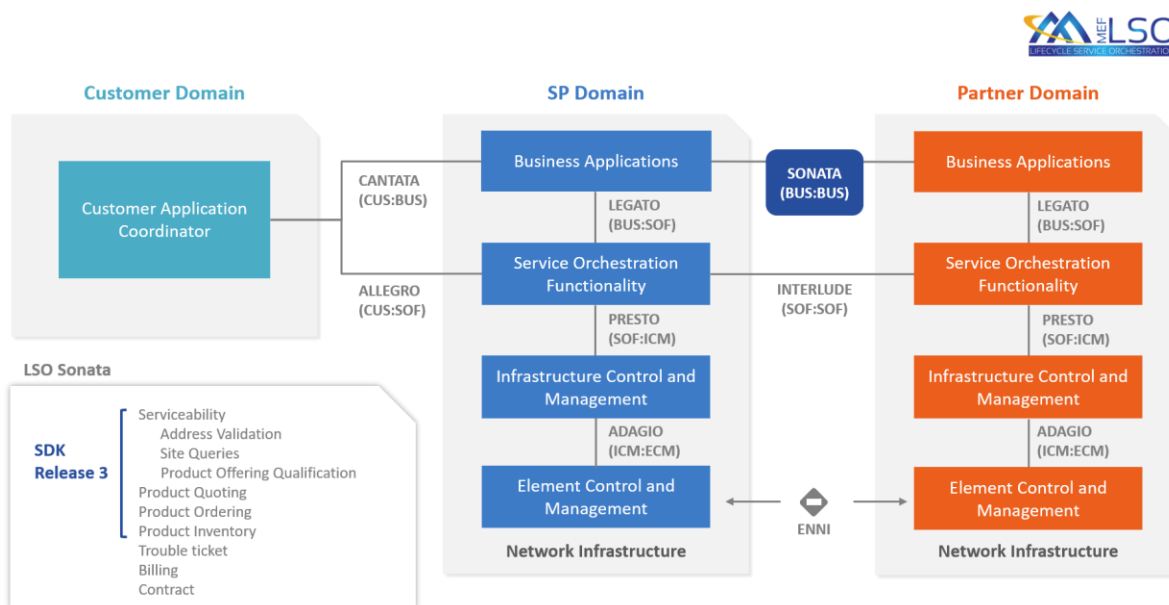 MEF LSO
LIFECYCLE SERVICE ORCHESTRATION
Customer Domain
SP Domain
Partner Domain
Customer Application
Coordinator
CANTATA
(CUS:BUS)
ALLEGRO
(CUS:SOF)
Business Applications
LEGATO
(BUS:SOF)
Service Orchestration
Functionality
PRESTO
(SOF:ICM)
Infrastructure Control and
Management
ADAGIO
(ICM:ECM)
Element Control and
Management
Network Infrastructure
SONATA
(BUS:BUS)
INTERLUDE
(SOF:SOF)
ENNI
Business Applications
LEGATO
(BUS:SOF)
Service Orchestration
Functionality
PRESTO
(SOF:ICM)
Infrastructure Control and
Management
ADAGIO
(ICM:ECM)
Element Control and
Management
Network Infrastructure
LSO Sonata
SDK
Release 3
Serviceability
Address Validation
Site Queries
Product Offering Qualification
Product Quoting
Product Ordering
Product Inventory
Trouble ticket
Billing
Contract